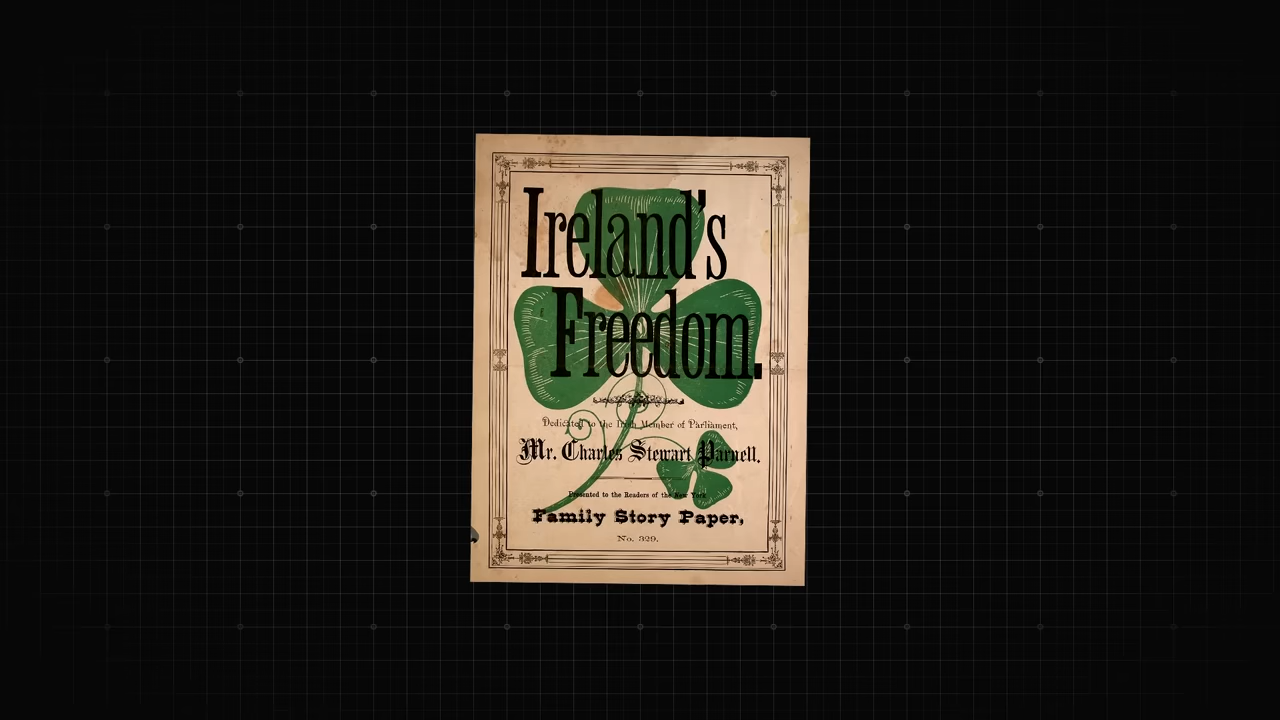 Ireland's
Freedom.
Dedicated to the Irish Member of Parliament,
Mr. Charles Stewart Parnell.
Presented to the Readers of the New York
Family Story Paper,
No. 329.